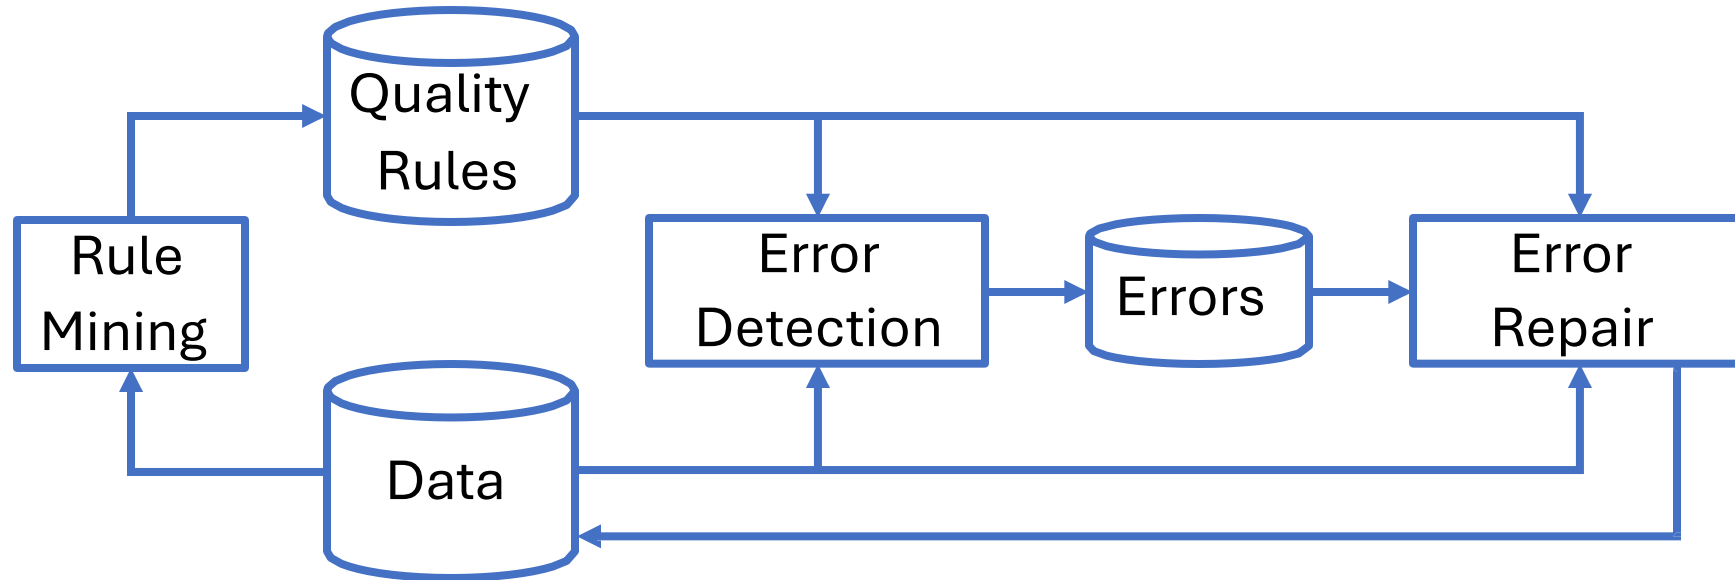 Quality
Rules
Rule
Mining
Error
Detection
Errors
Error
Repair
Data